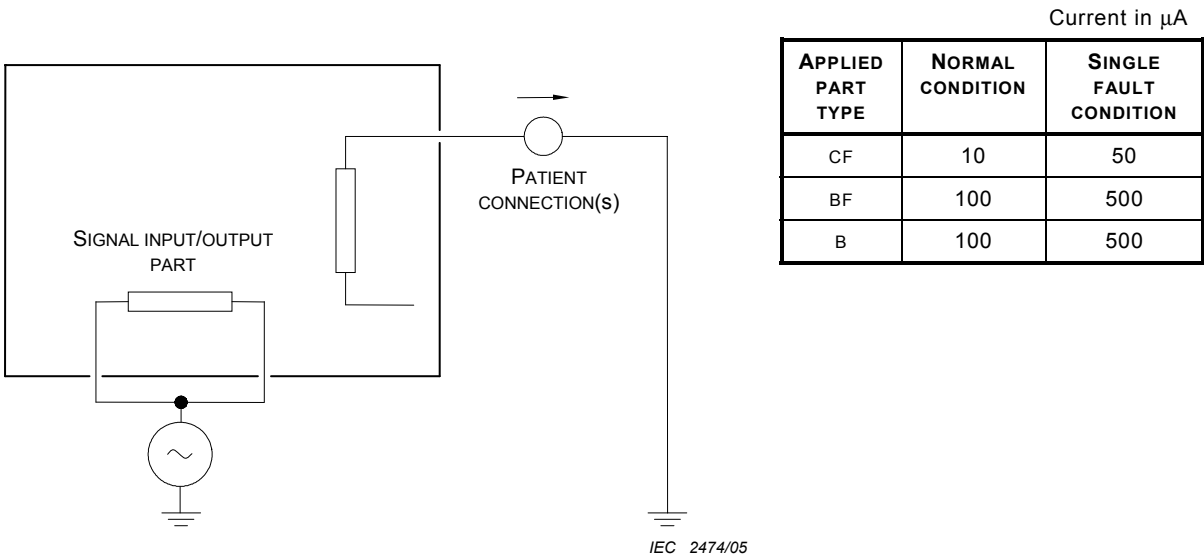 Current in μA
APPLIED PART TYPE
NORMAL CONDITION
SINGLE FAULT CONDITION
CF 10 50
BF 100 500
B 100 500
PATIENT
CONNECTION(s)
SIGNAL INPUT/OUTPUT
PART
IEC 2474/05